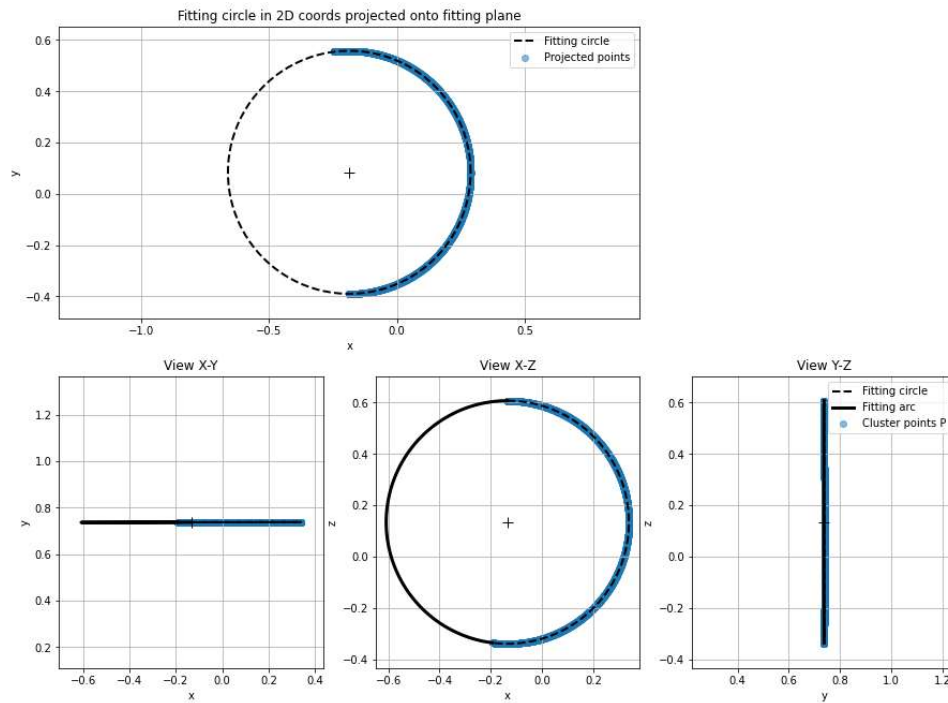 Fitting circle in 2D coords projected onto fitting plane
0.6
0.4
0.2
0.0
−0.2
−0.4
y
Fitting circle
Projected points
−1.0
−0.5
0.0
0.5
x
View X-Y
1.2
1.0
0.8
0.6
0.4
0.2
y
−0.6
−0.4
−0.2
0.0
0.2
0.4
x
View X-Z
0.6
0.4
0.2
0.0
−0.2
−0.4
z
−0.6
−0.4
−0.2
0.0
0.2
x
View Y-Z
0.6
0.4
0.2
0.0
−0.2
−0.4
z
Fitting circle
Fitting arc
Cluster points P
0.4
0.6
0.8
1.0
1.2
y